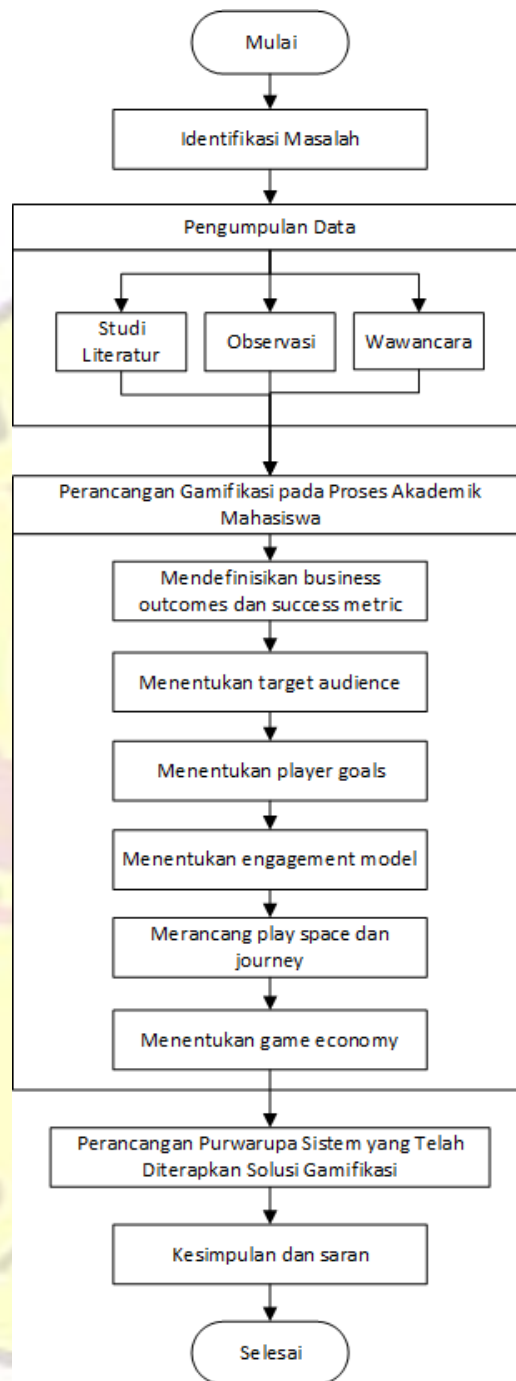 Mulai
Identifikasi Masalah
Pengumpulan Data
Studi
Literatur
Observasi
Wawancara
Perancangan Gamifikasi pada Proses Akademik
Mahasiswa
Mendefinisikan business
outcomes dan success metric
Menentukan target audience
Menentukan player goals
Menentukan engagement model
Merancang play space dan
journey
Menentukan game economy
Perancangan Purwarupa Sistem yang Telah
Diterapkan Solusi Gamifikasi
Kesimpulan dan saran
Selesai